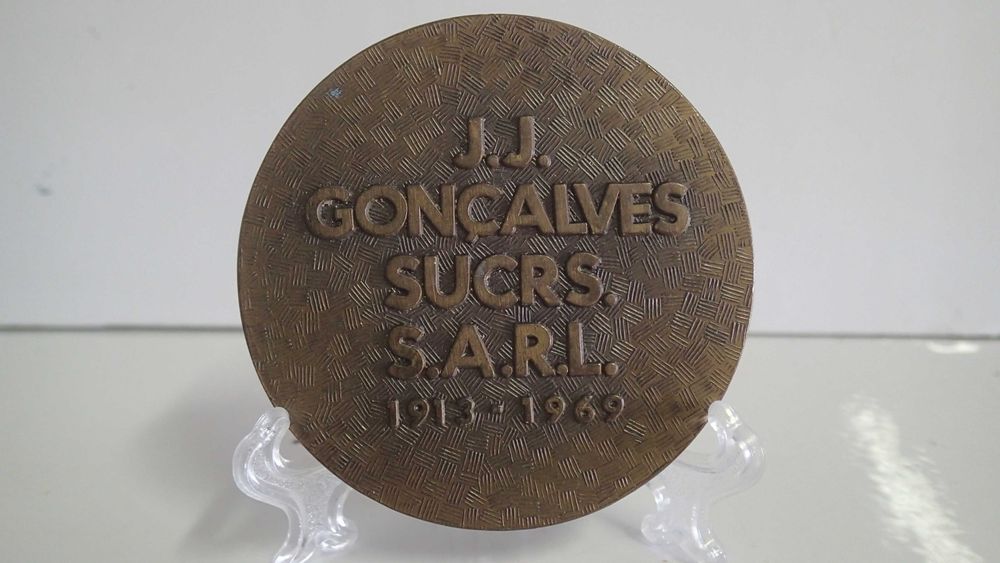 J.J.
GONÇALVES
SUCRS.
S.A.R.L.
1913 - 1969